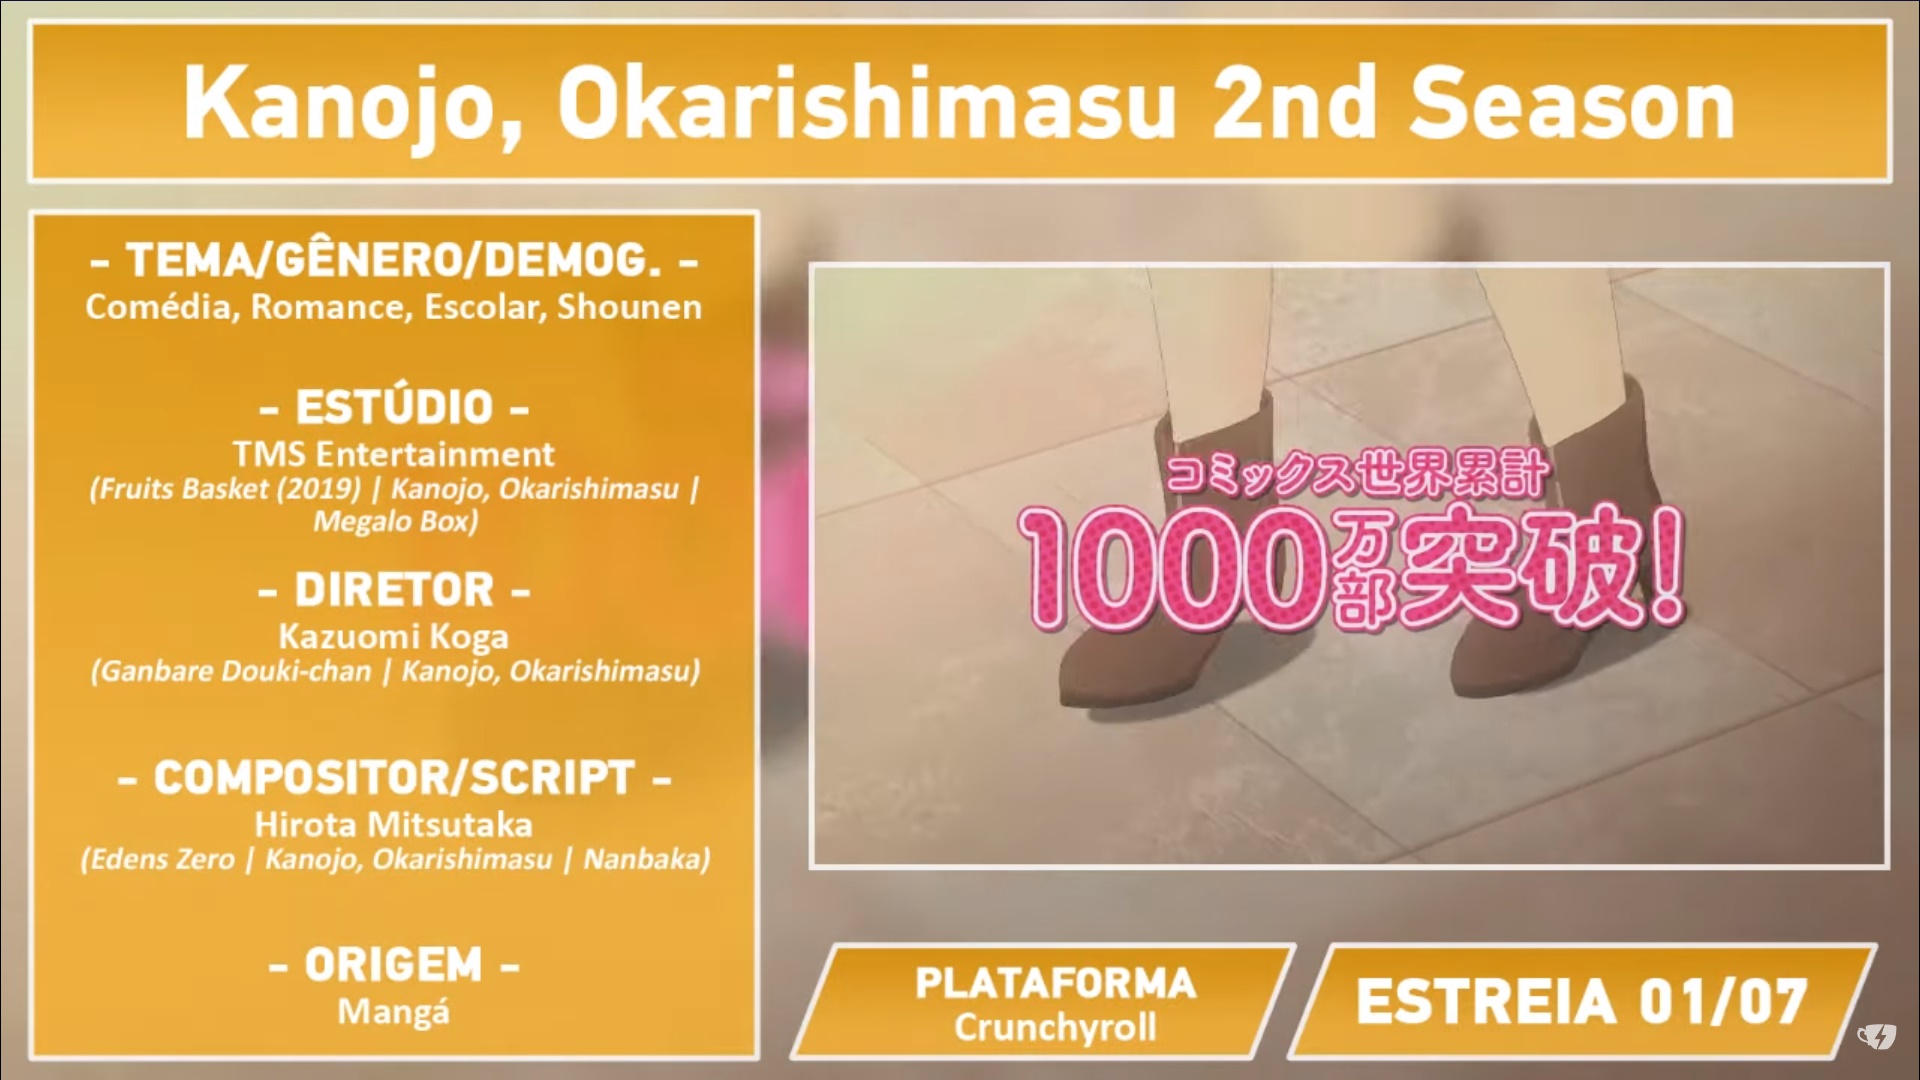 Kanojo, Okarishimasu 2nd Season
- TEMA/GÊNERO/DEMOG. -
Comédia, Romance, Escolar, Shounen
- ESTÚDIO -
TMS Entertainment
(Fruits Basket (2019) | Kanojo, Okarishimasu |
Megalo Box)
- DIRETOR -
Kazuomi Koga
(Ganbare Douki-chan | Kanojo, Okarishimasu)
- COMPOSITOR/SCRIPT -
Hirota Mitsutaka
(Edens Zero | Kanojo, Okarishimasu | Nanbaka)
- ORIGEM -
Mangá
コミックス世界累計
1000万部突破!
PLATAFORMA
Crunchyroll
ESTREIA 01/07